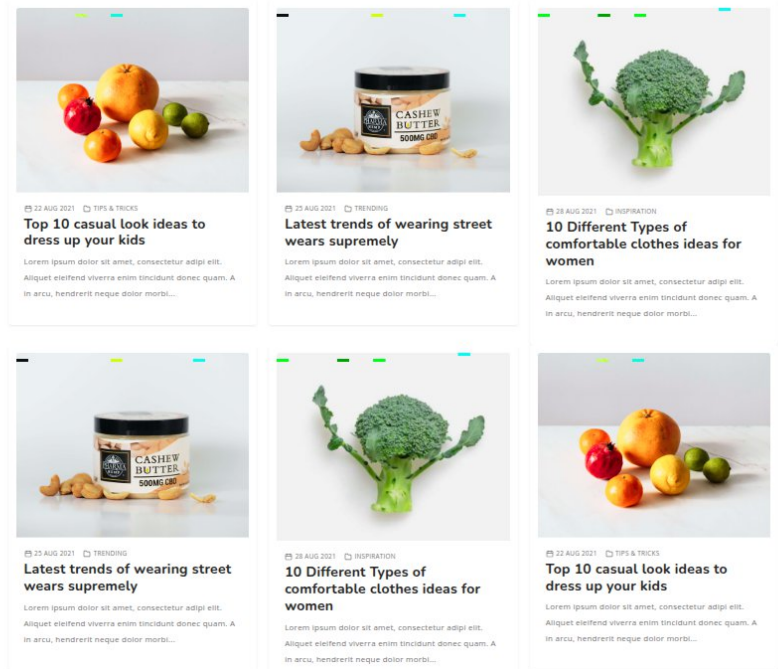 CASHEW
BUTTER
500MG CBD
22 AUG 2021 TIPS & TRICKS
Top 10 casual look ideas to
dress up your kids
Lorem ipsum dolor sit amet, consectetur adipi elit.
Aliquet eleifend viverra enim tincidunt donec quam. A
in arcu, hendrerit neque dolor morbi...
25 AUG 2021 TRENDING
Latest trends of wearing street
wears supremely
Lorem ipsum dolor sit amet, consectetur adipi elit.
Aliquet eleifend viverra enim tincidunt donec quam. A
in arcu, hendrerit neque dolor morbi...
28 AUG 2021 INSPIRATION
10 Different Types of
comfortable clothes ideas for
women
Lorem ipsum dolor sit amet, consectetur adipi elit.
Aliquet eleifend viverra enim tincidunt donec quam. A
in arcu, hendrerit neque dolor morbi...
CASHEW
BUTTER
500MG CBD
25 AUG 2021 TRENDING
Latest trends of wearing street
wears supremely
Lorem ipsum dolor sit amet, consectetur adipi elit.
Aliquet eleifend viverra enim tincidunt donec quam. A
in arcu, hendrerit neque dolor morbi...
28 AUG 2021 INSPIRATION
10 Different Types of
comfortable clothes ideas for
women
Lorem ipsum dolor sit amet, consectetur adipi elit.
Aliquet eleifend viverra enim tincidunt donec quam. A
in arcu, hendrerit neque dolor morbi...
22 AUG 2021 TIPS & TRICKS
Top 10 casual look ideas to
dress up your kids
Lorem ipsum dolor sit amet, consectetur adipi elit.
Aliquet eleifend viverra enim tincidunt donec quam. A
in arcu, hendrerit neque dolor morbi...